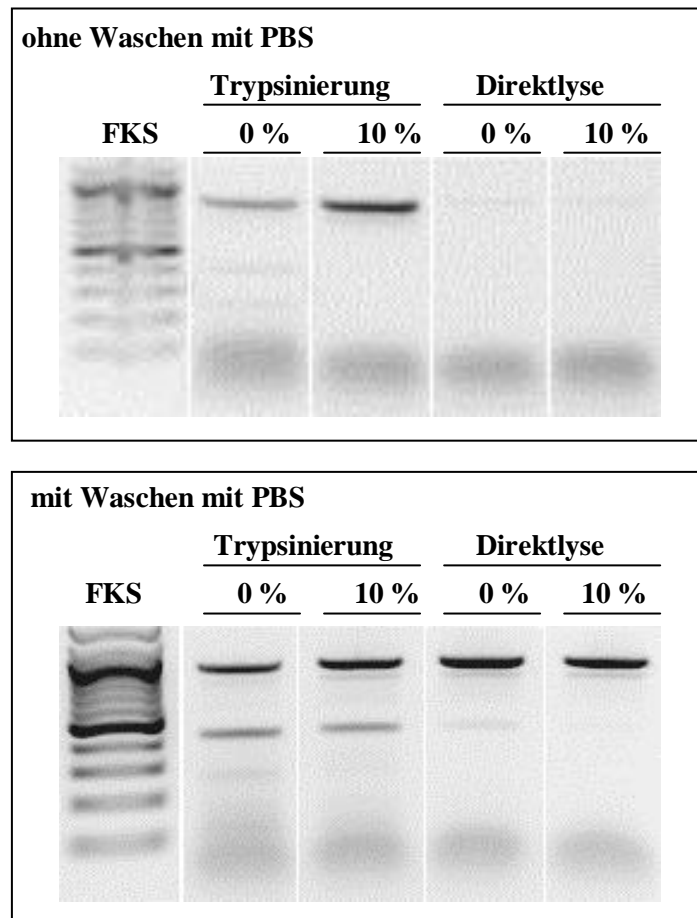 ohne Waschen mit PBS
Trypsinierung Direktlyse
FKS 0 % 10 % 0 % 10 %
mit Waschen mit PBS
Trypsinierung Direktlyse
FKS 0 % 10 % 0 % 10 %